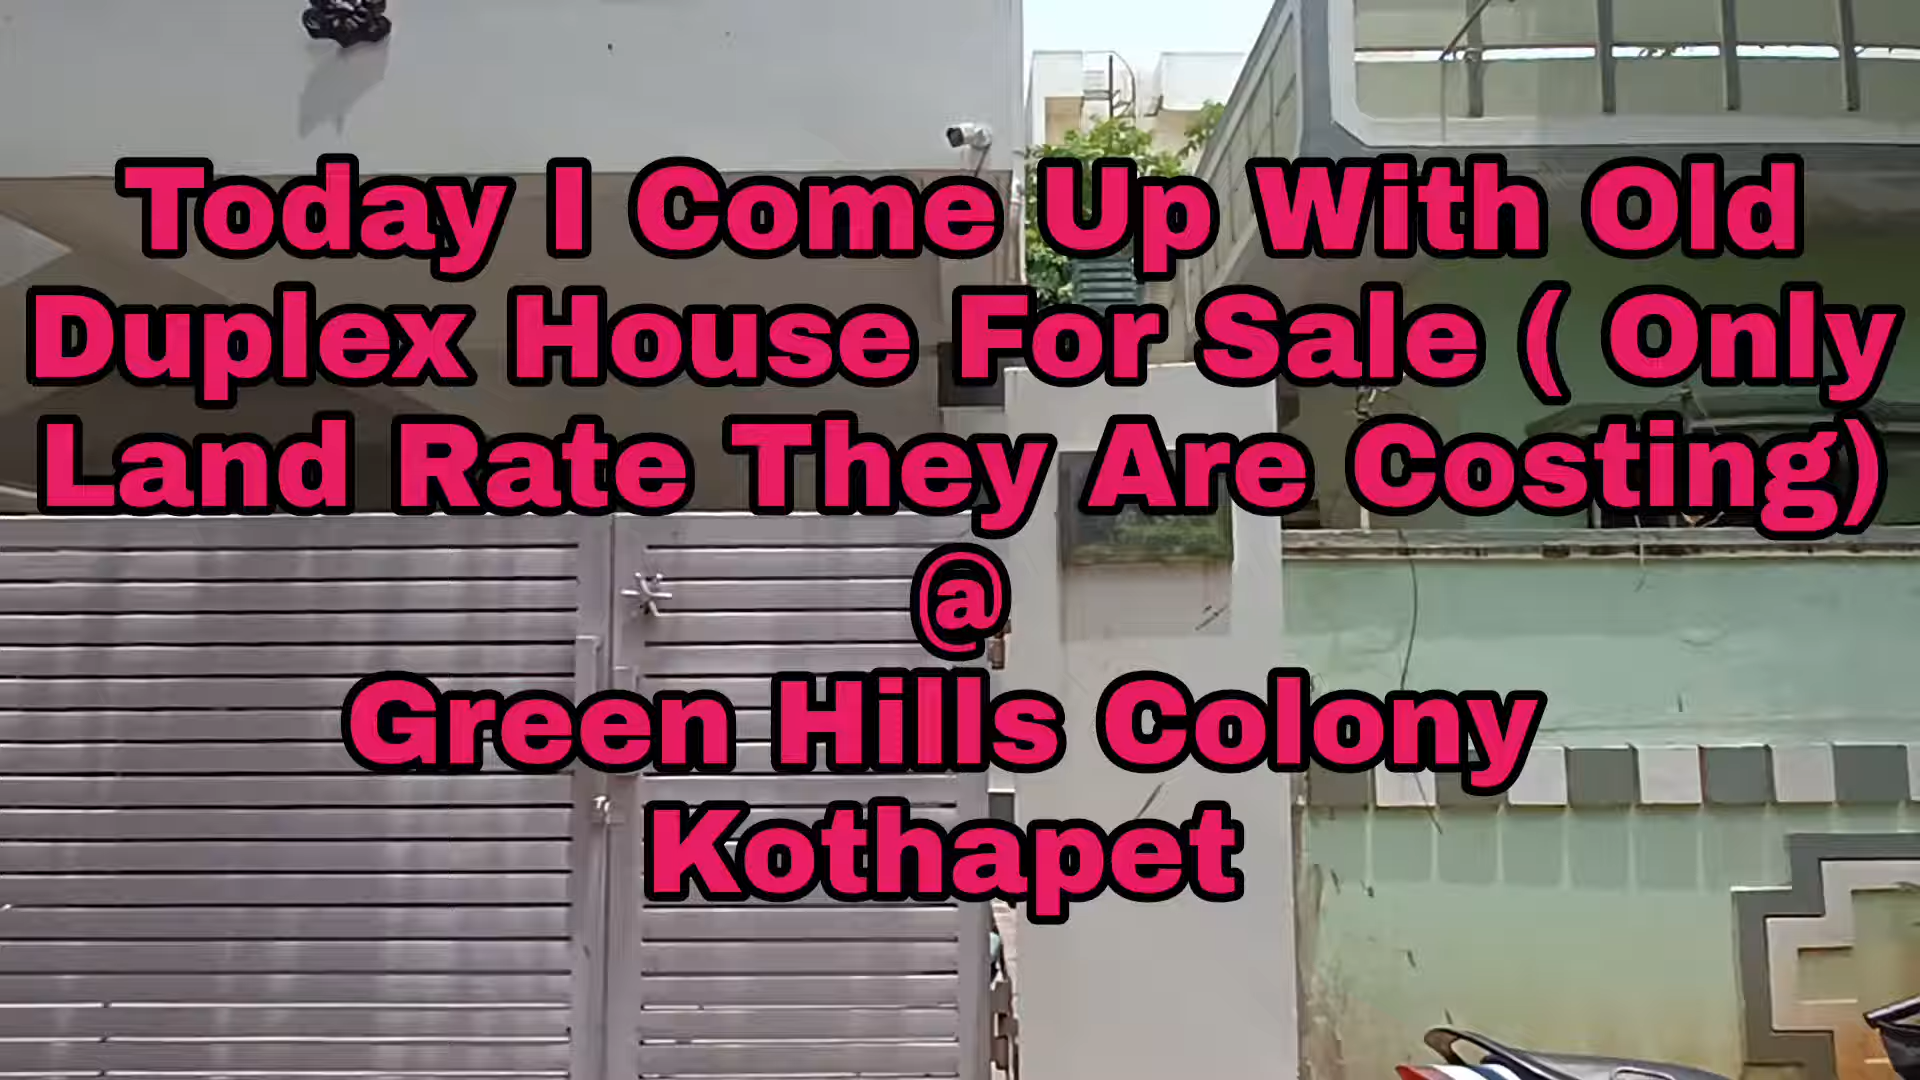 Today I Come Up With Old
Duplex House For Sale ( Only
Land Rate They Are Costing)
@
Green Hills Colony
Kothapet